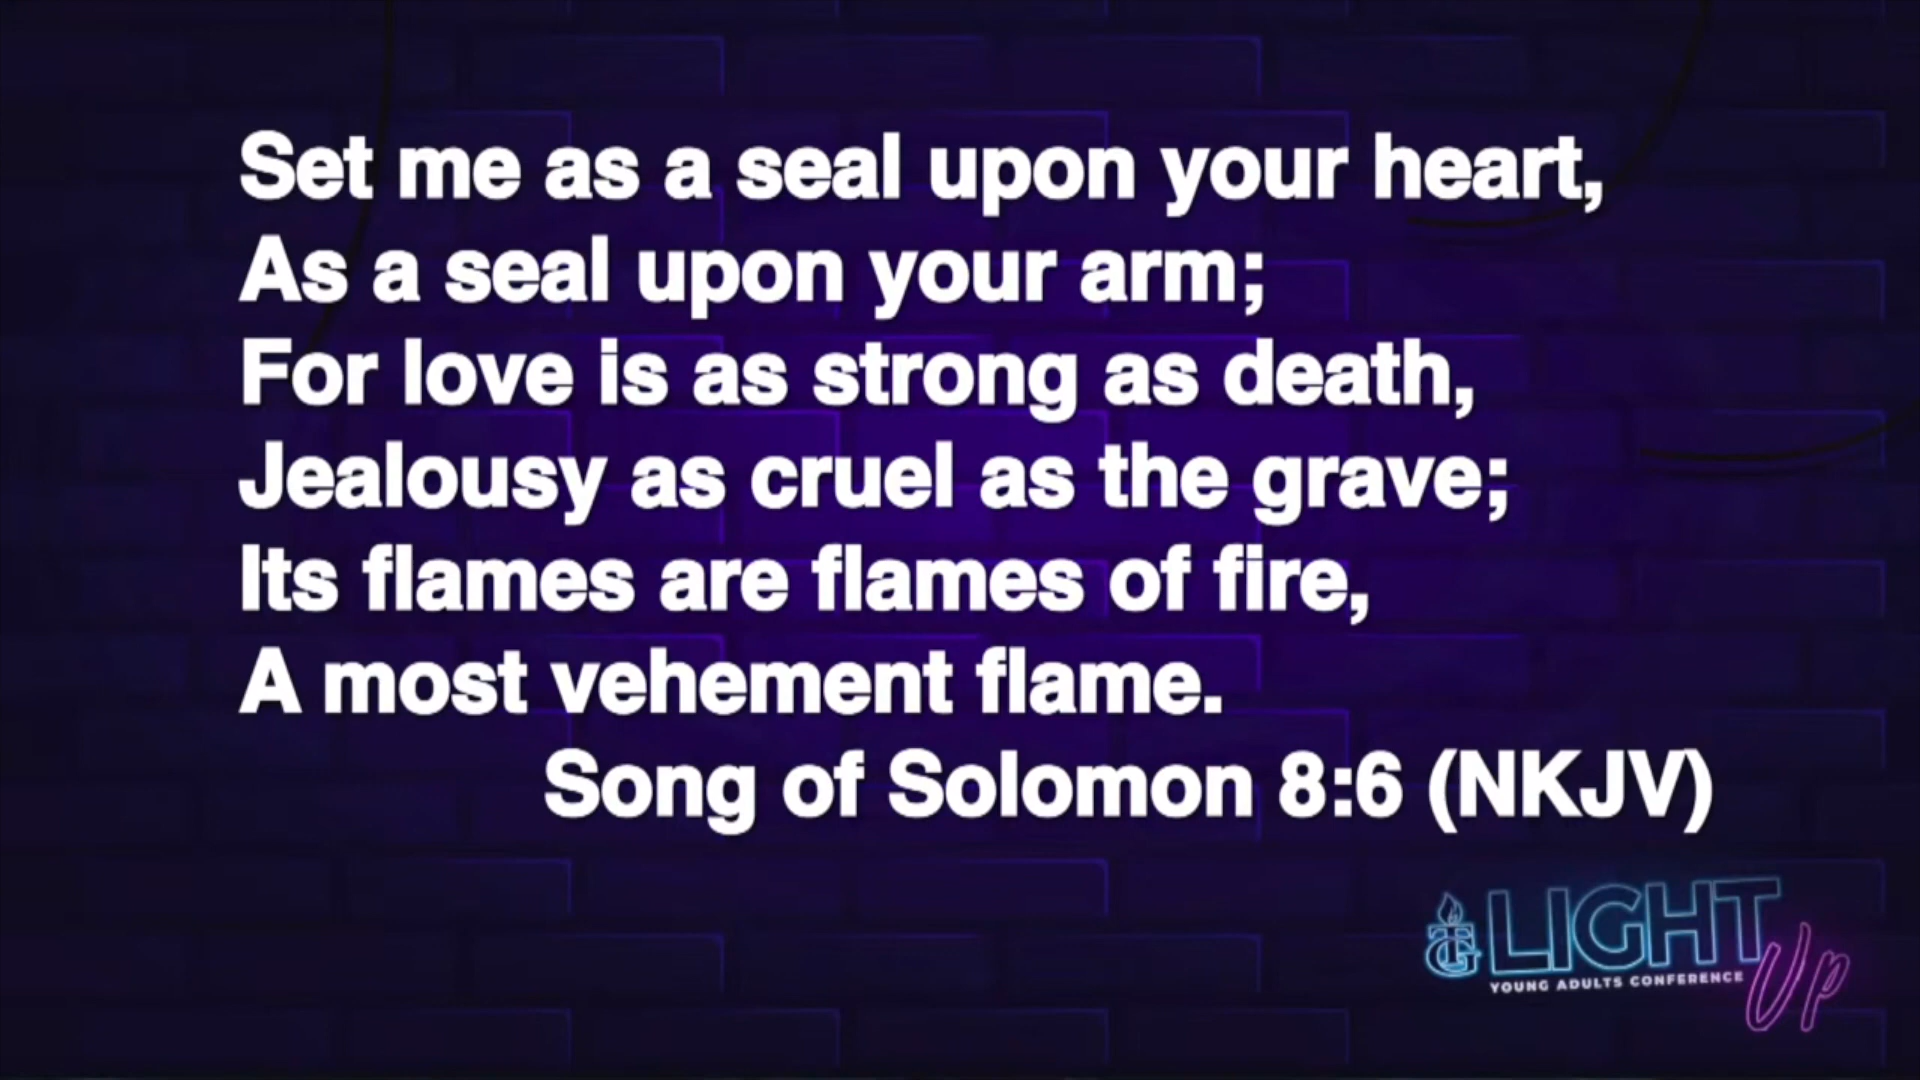 Set me as a seal upon your heart,
As a seal upon your arm;
For love is as strong as death,
Jealousy as cruel as the grave;
Its flames are flames of fire,
A most vehement flame.
Song of Solomon 8:6 (NKJV)
LIGHT
Up
YOUNG ADULTS CONFERENCE